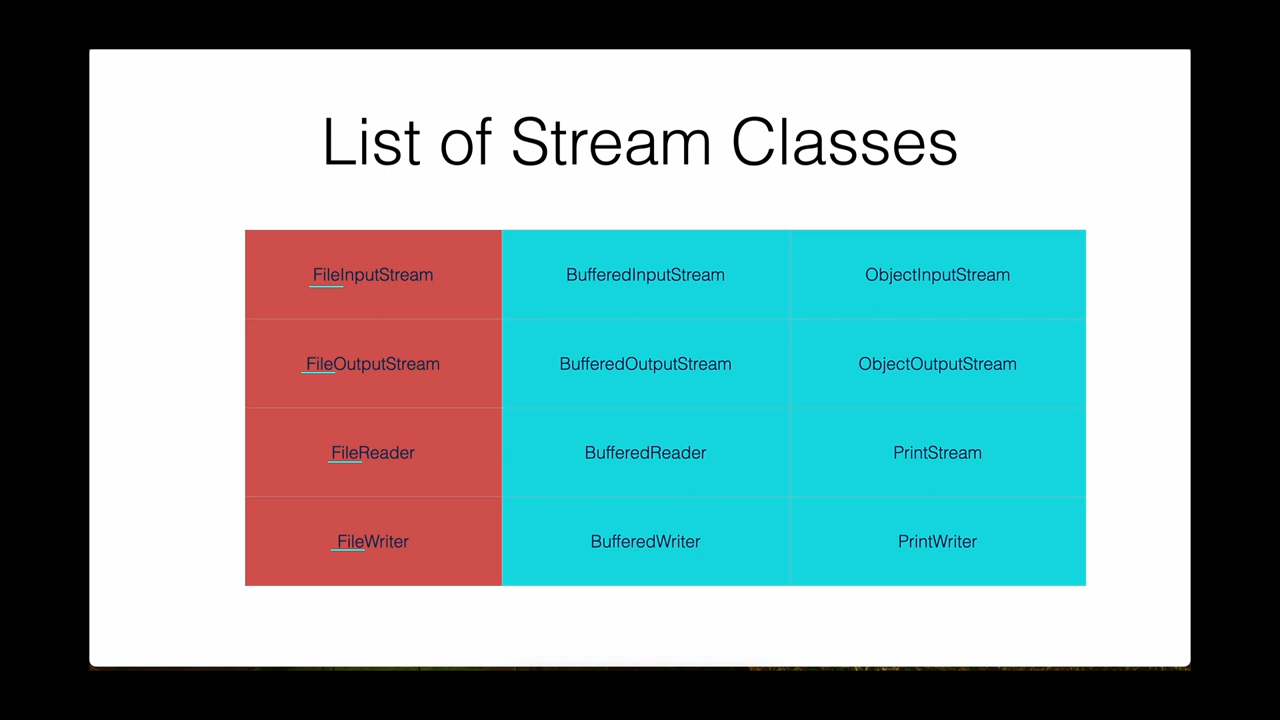 List of Stream Classes
FileInputStream BufferedInputStream ObjectInputStream
FileOutputStream BufferedOutputStream ObjectOutputStream
FileReader BufferedReader PrintStream
FileWriter BufferedWriter PrintWriter